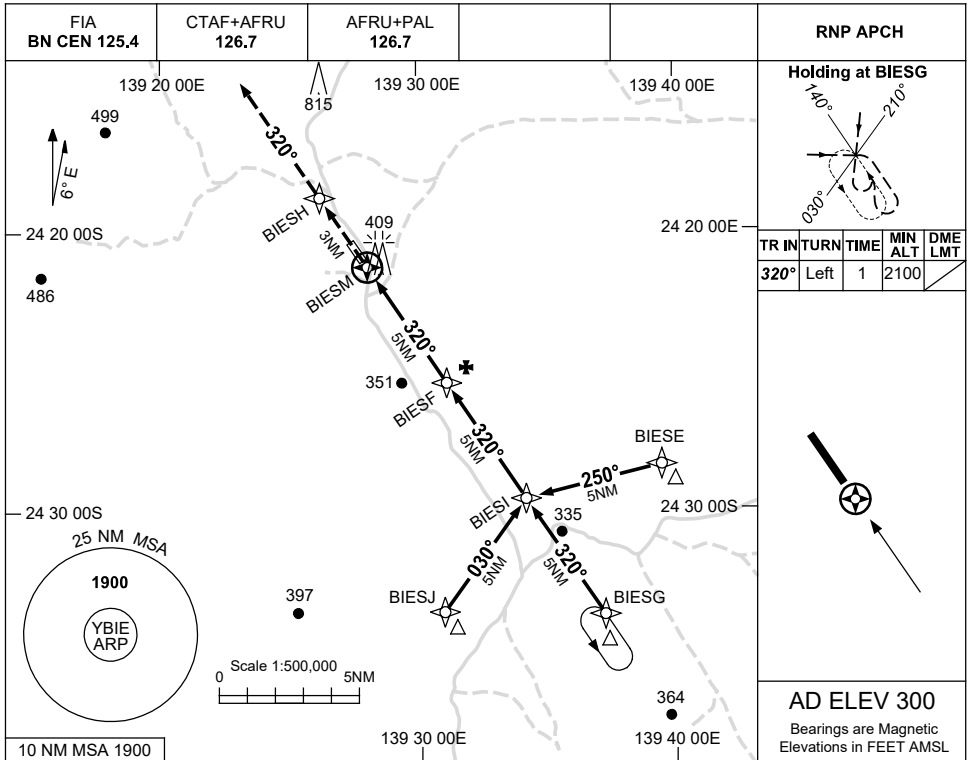 FIA
BN CEN 125.4
CTAF+AFRU
126.7
AFRU+PAL
126.7
RNP APCH
139 20 00E
139 30 00E
139 40 00E
815
499
6° E
320°
BIESH
3NM
409
24 20 00S
24 20 00E
486
BIESM
320°
5NM
351
BIESF
320°
5NM
BIESE
250°
5NM
BIESI
24 30 00S
335
030°
5NM
320°
5NM
BIESJ
BIESG
397
25 NM MSA
1900
YBIE
ARP
Scale 1:500,000
0
5NM
364
10 NM MSA 1900
139 30 00E
139 40 00E
Holding at BIESG
140°
210°
030°
TR IN TURN TIME MIN ALT DME LMT
320° Left 1 2100
AD ELEV 300
Bearings are Magnetic
Elevations in FEET AMSL